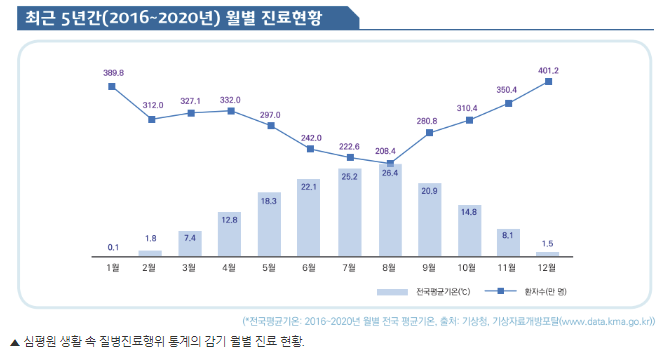 최근 5년간(2016~2020년) 월별 진료현황
389.8 312.0 327.1 332.0 297.0 242.0 222.6 208.4 280.8 310.4 350.4 401.2
0.1 1.8 7.4 12.8 18.3 22.1 25.2 26.4 20.9 14.8 8.1 1.5
1월 2월 3월 4월 5월 6월 7월 8월 9월 10월 11월 12월
전국평균기온(℃) 환자수(만 명)
(*전국평균기온: 2016~2020년 월별 전국 평균기온, 출처: 기상청, 기상자료개방포탈(www.data.kma.go.kr))
▲ 심평원 생활 속 질병진료행위 통계의 감기 월별 진료 현황.